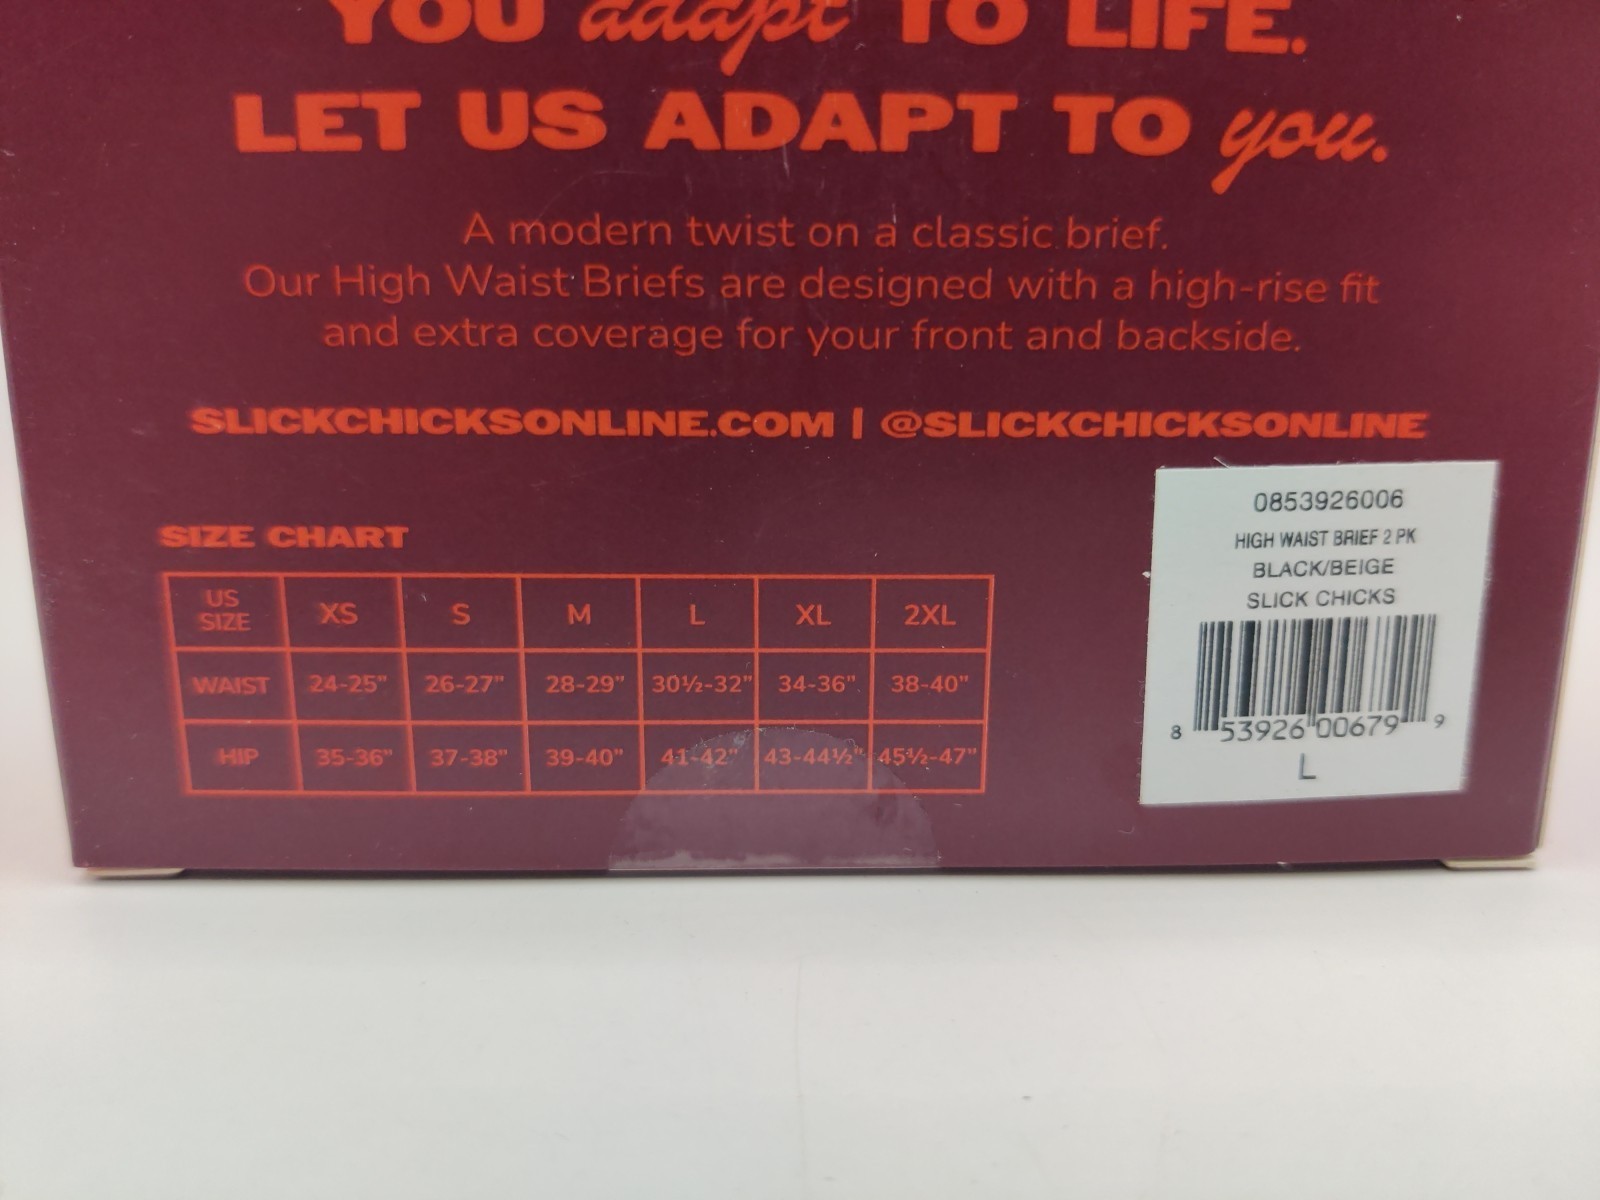 YOU adapt TO LIFE.
LET US ADAPT TO you.
A modern twist on a classic brief.
Our High Waist Briefs are designed with a high-rise fit
and extra coverage for your front and backside.
SLICKCHICKSONLINE.COM | @SLICKCHICKSONLINE
SIZE CHART
US SIZE XS S M L XL 2XL
WAIST 24-25" 26-27" 28-29" 30½-32" 34-36" 38-40"
HIP 35-36" 37-38" 39-40" 41-42" 43-44½" 45½-47"
0853926006
HIGH WAIST BRIEF 2 PK
BLACK/BEIGE
SLICK CHICKS
8 53926 00679 9
L